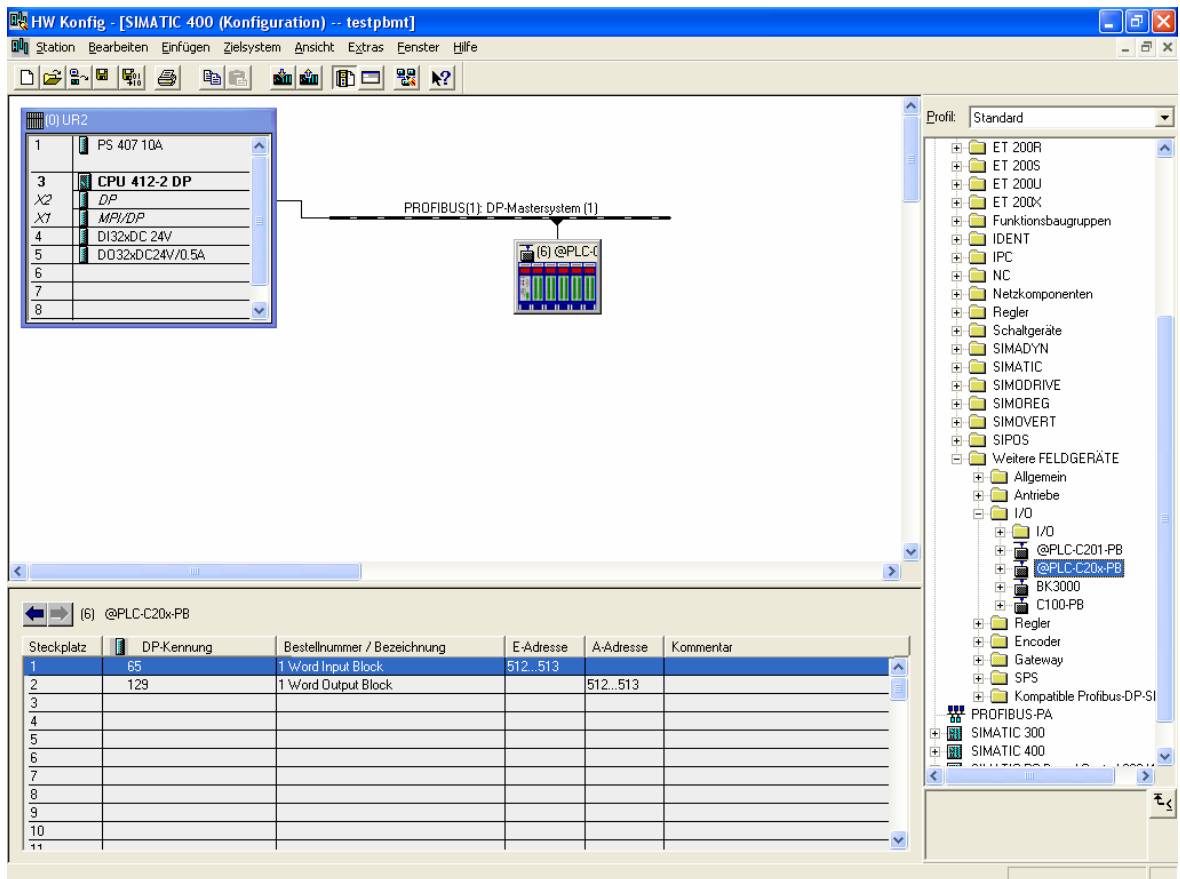 HW Konfig - [SIMATIC 400 (Konfiguration) -- testpbmt]
Station Bearbeiten Einfügen Zielsystem Ansicht Extras Fenster Hilfe
(0) UR2
1 PS 407 10A
3 CPU 412-2 DP
X2 DP
X1 MPI/DP
4 DI32xDC 24V
5 DO32xDC24V/0.5A
6
7
8
PROFIBUS(1): DP-Mastersystem (1)
(6) @PLC-C
Profil: Standard
ET 200R
ET 200S
ET 200U
ET 200X
Funktionsbaugruppen
IDENT
IPC
NC
Netzkomponenten
Regler
Schaltgeräte
SIMADYN
SIMATIC
SIMODRIVE
SIMOREG
SIMOVERT
SIPOS
Weitere FELDGERÄTE
Allgemein
Antriebe
I/O
I/O
@PLC-C201-PB
@PLC-C20x-PB
BK3000
C100-PB
Regler
Encoder
Gateway
SPS
Kompatible Profibus-DP-Sl
PROFIBUS-PA
SIMATIC 300
SIMATIC 400
(6) @PLC-C20x-PB
Steckplatz DP-Kennung Bestellnummer / Bezeichnung E-Adresse A-Adresse Kommentar
1 65 1 Word Input Block 512...513
2 129 1 Word Output Block 512...513
3
4
5
6
7
8
9
10
11